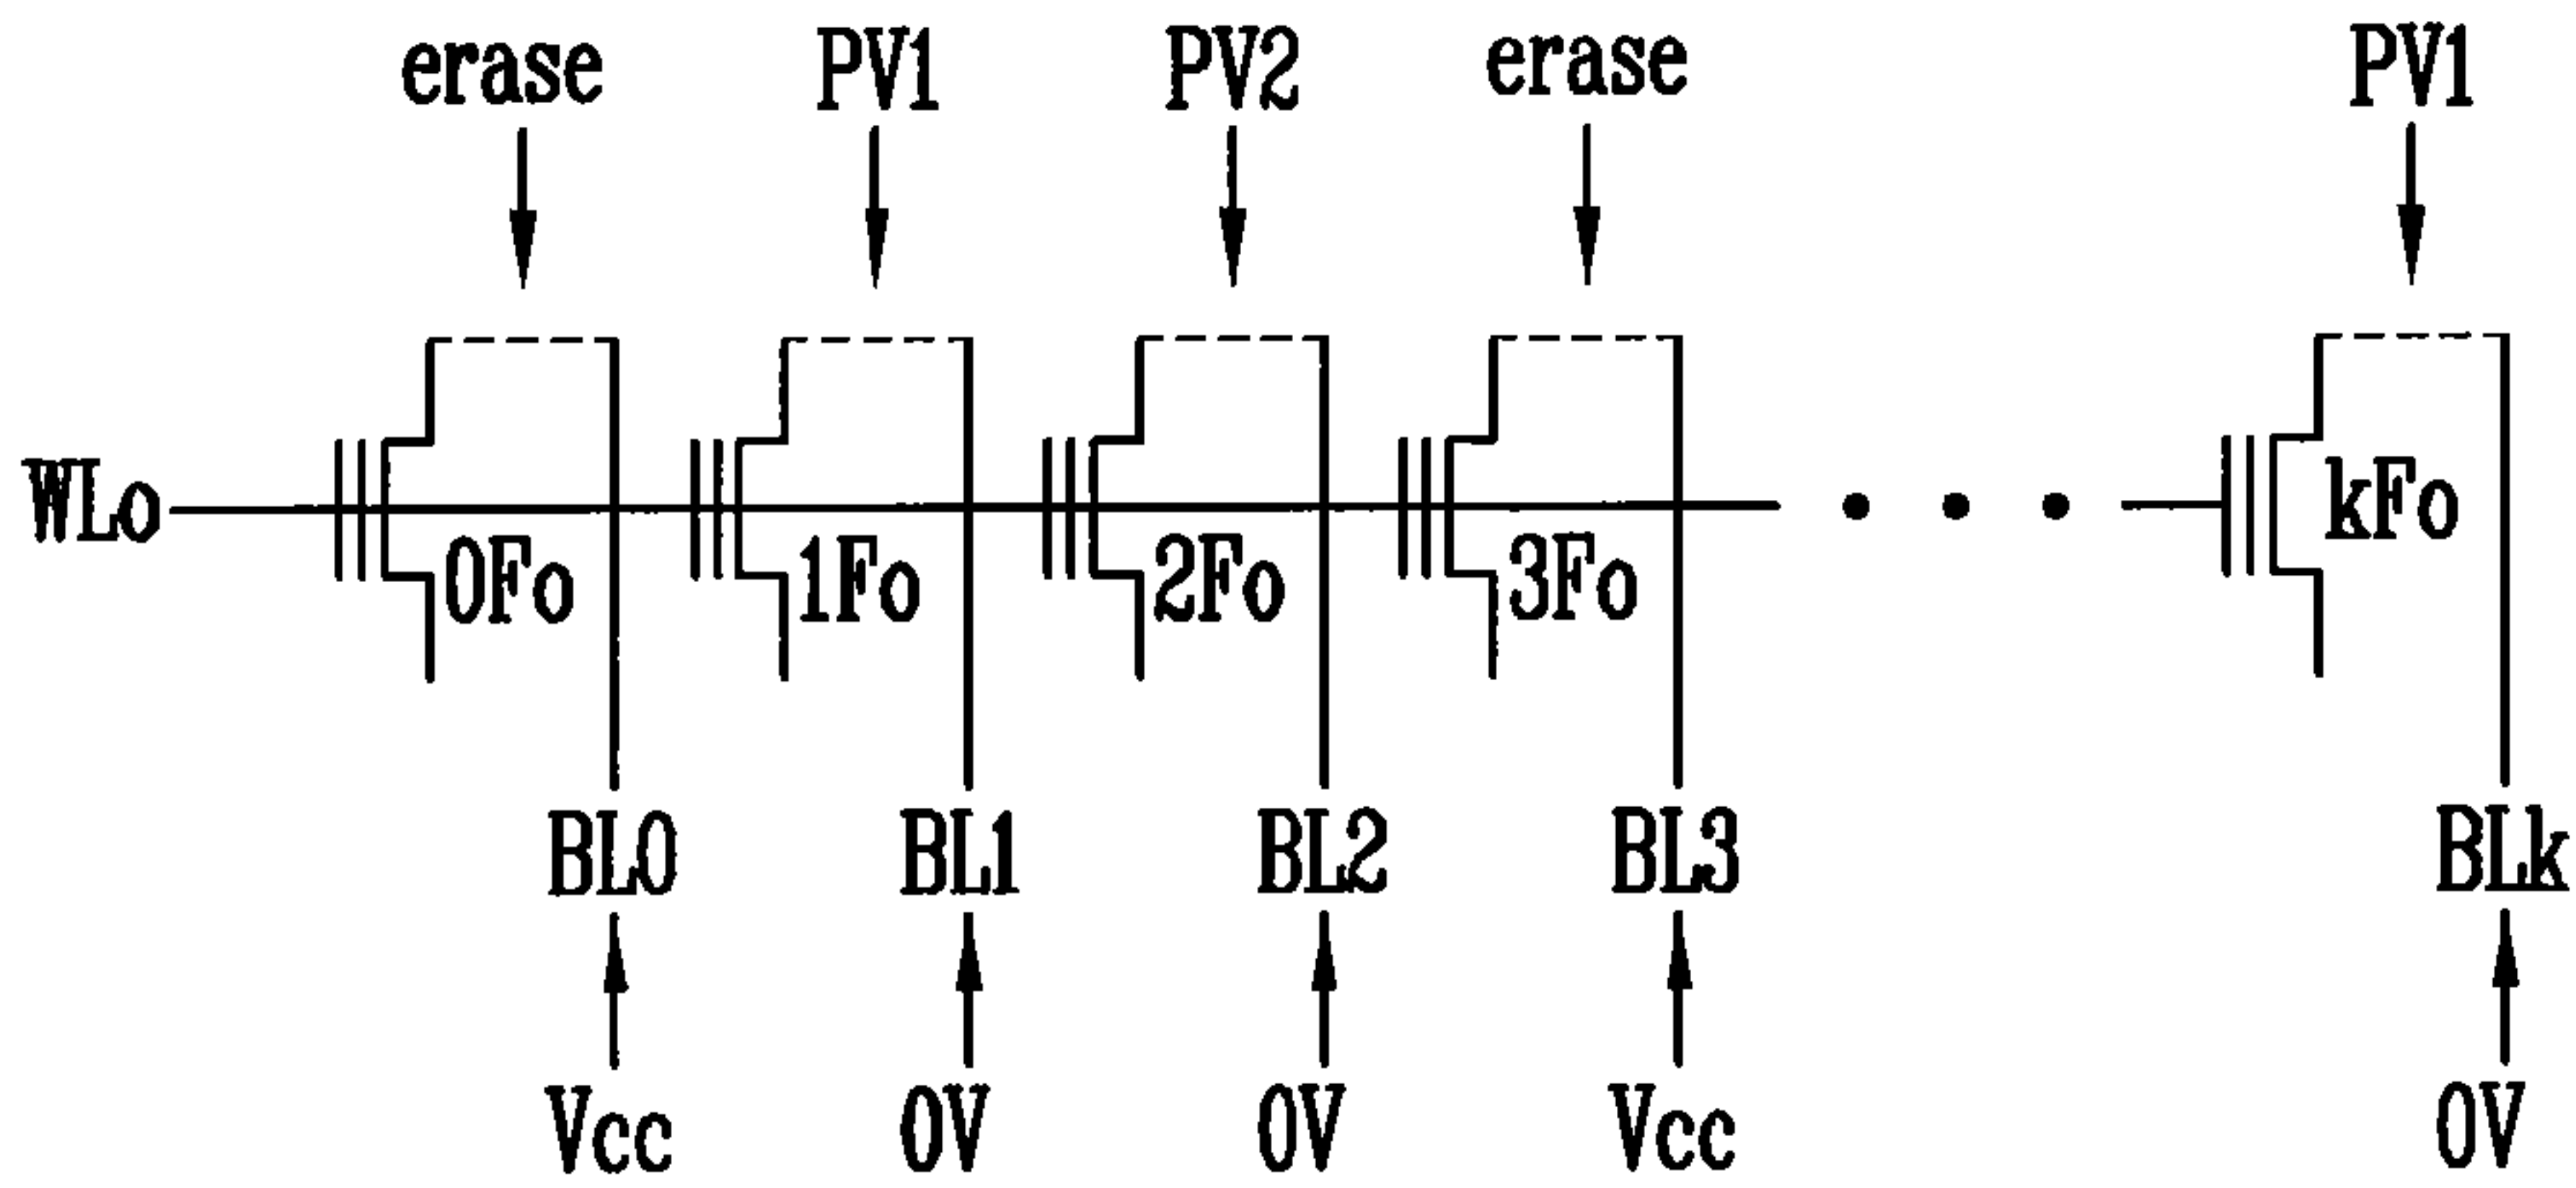 erase PV1 PV2 erase PV1
WLo 0Fo 1Fo 2Fo 3Fo kFo
BL0 BL1 BL2 BL3 BLk
Vcc 0V 0V Vcc 0V